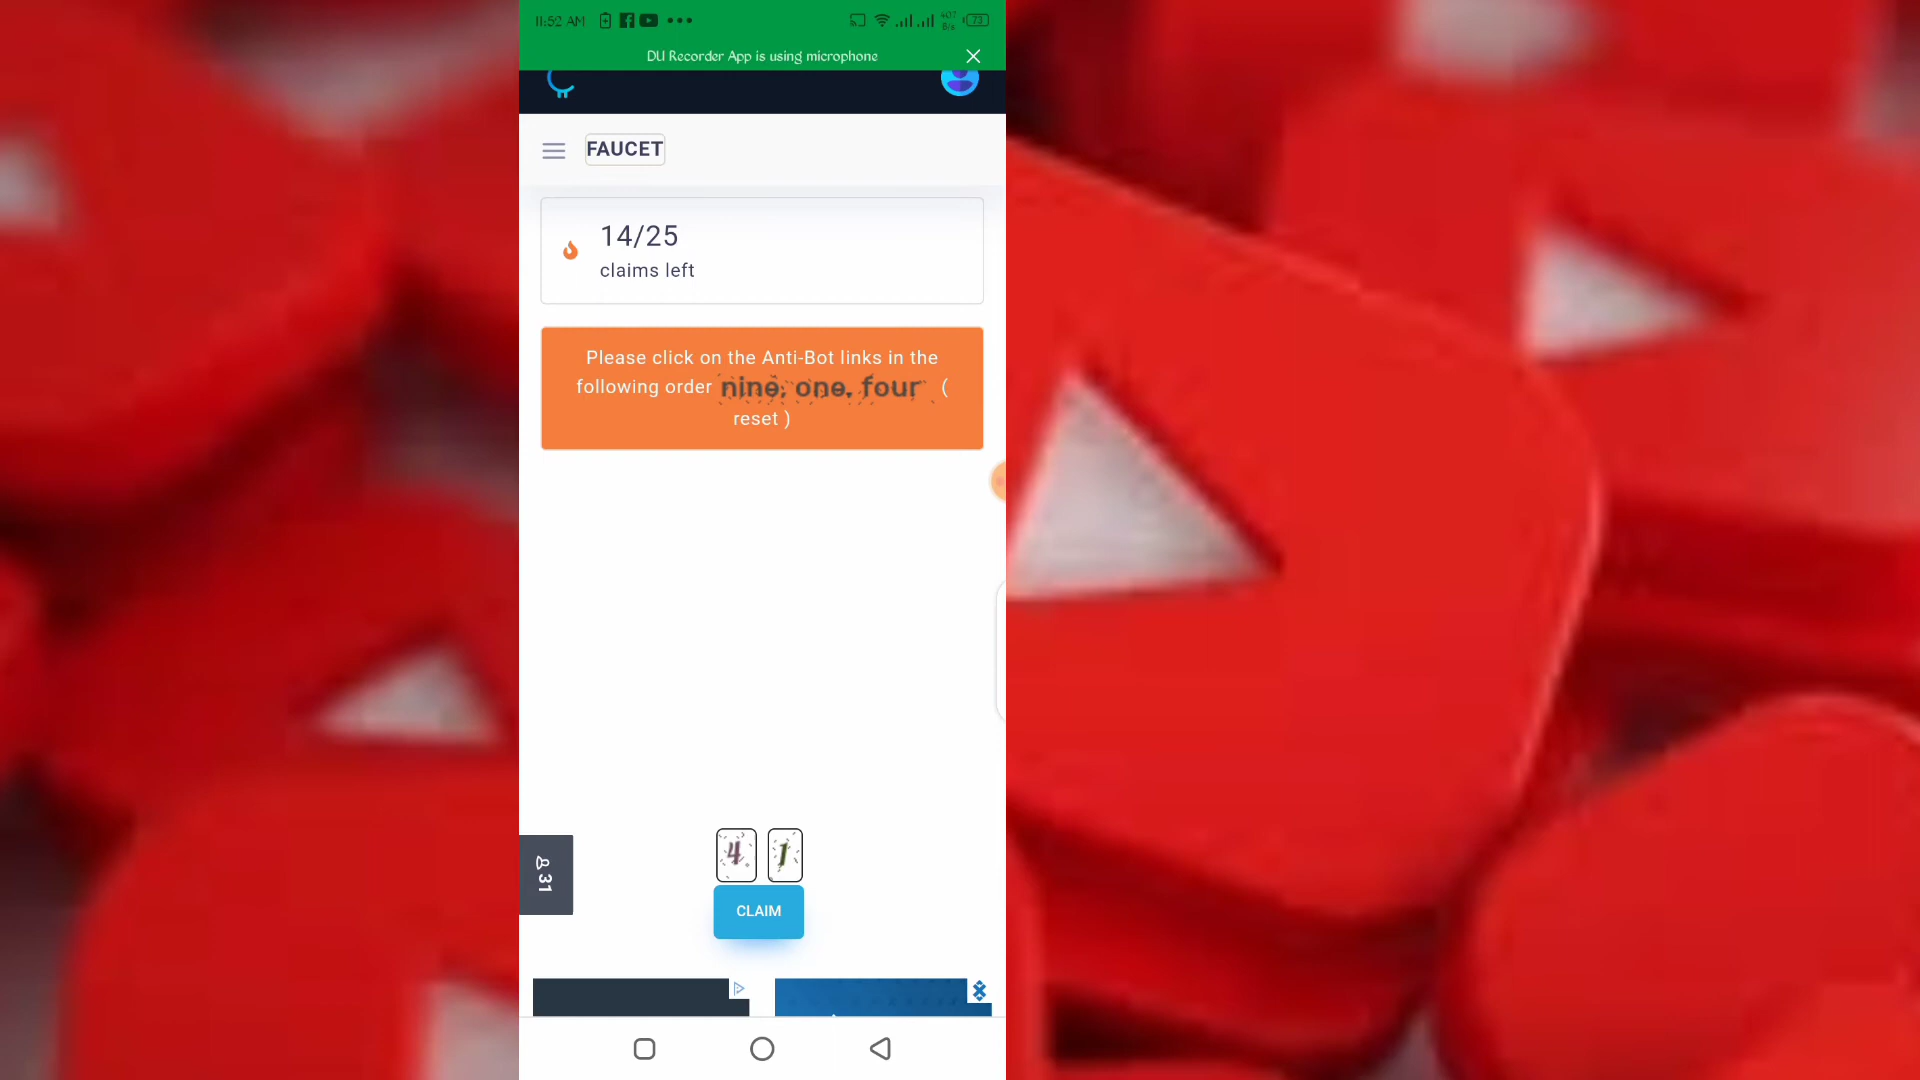 11:52 AM
73
DU Recorder App is using microphone
FAUCET
14/25
claims left
Please click on the Anti-Bot links in the
following order nine, one, four (
reset )
4 1
31
CLAIM